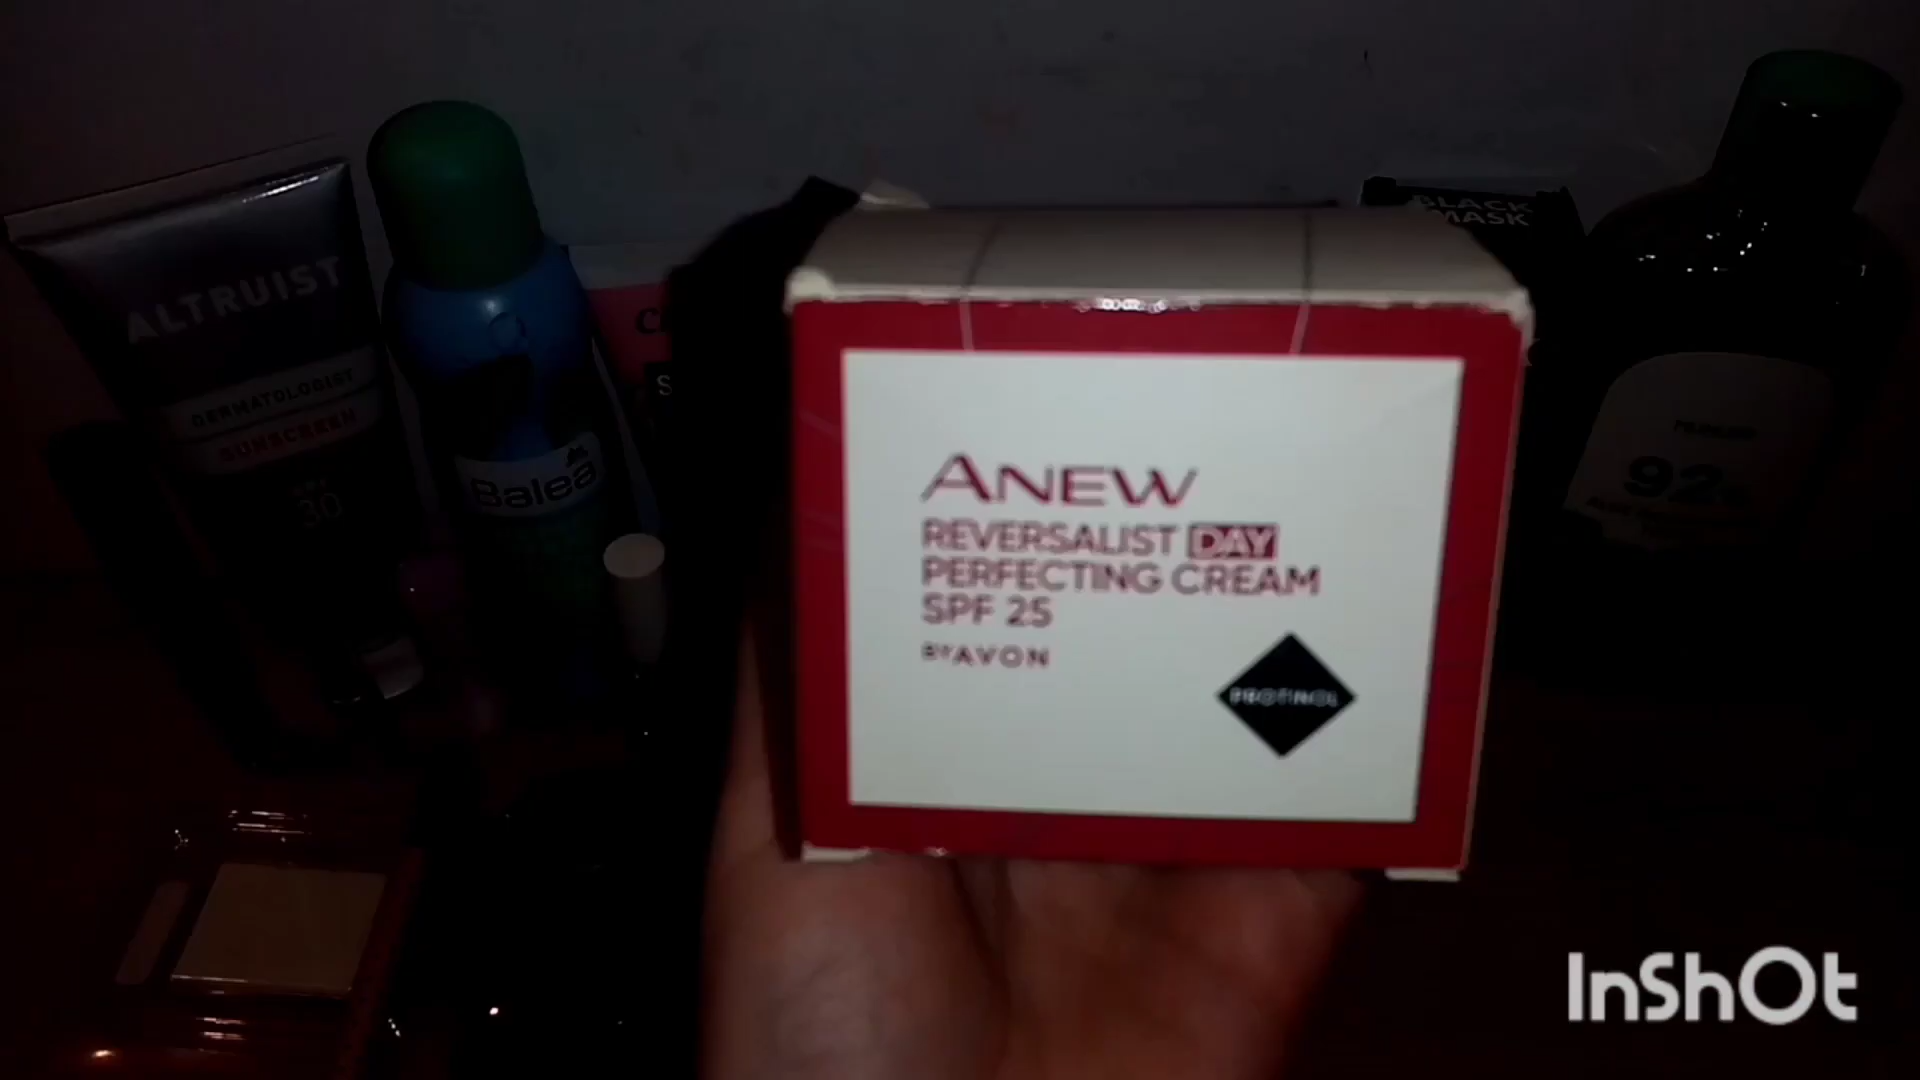 ALTRUIST
DERMATOLOGIST
SUNSCREEN
30
Balea
C
S
ANEW
REVERSALIST DAY
PERFECTING CREAM
SPF 25
BY AVON
PROTINOL
BLACK
MASK
92
InShOt